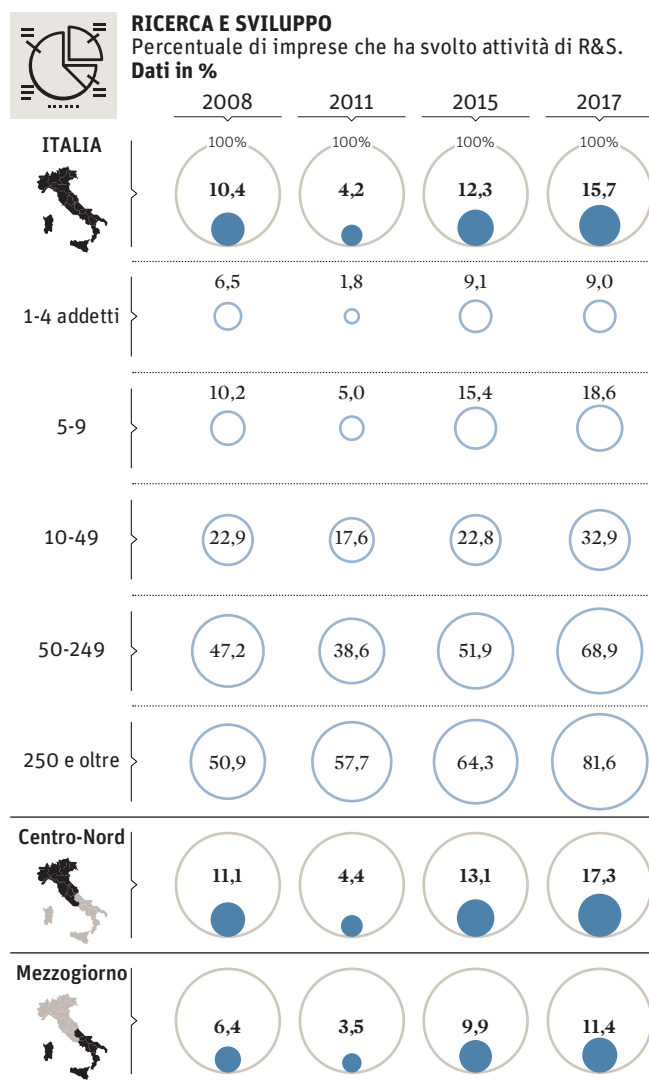 RICERCA E SVILUPPO
Percentuale di imprese che ha svolto attività di R&S.
Dati in %
2008 2011 2015 2017
ITALIA 100% 100% 100% 100%
10,4 4,2 12,3 15,7
6,5 1,8 9,1 9,0
1-4 addetti
10,2 5,0 15,4 18,6
5-9
10-49 22,9 17,6 22,8 32,9
50-249 47,2 38,6 51,9 68,9
250 e oltre 50,9 57,7 64,3 81,6
Centro-Nord
11,1 4,4 13,1 17,3
Mezzogiorno
6,4 3,5 9,9 11,4